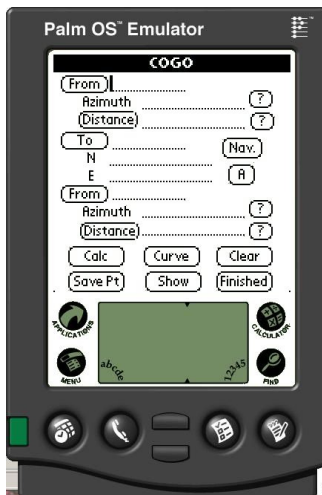 Palm OS™ Emulator
COGO
From
Azimuth ?
Distance ?
To Nav.
N
E A
From
Azimuth ?
Distance ?
Calc Curve Clear
Save Pt Show Finished
APPLICATIONS CALCULATOR
MENU abcde 12345 FIND